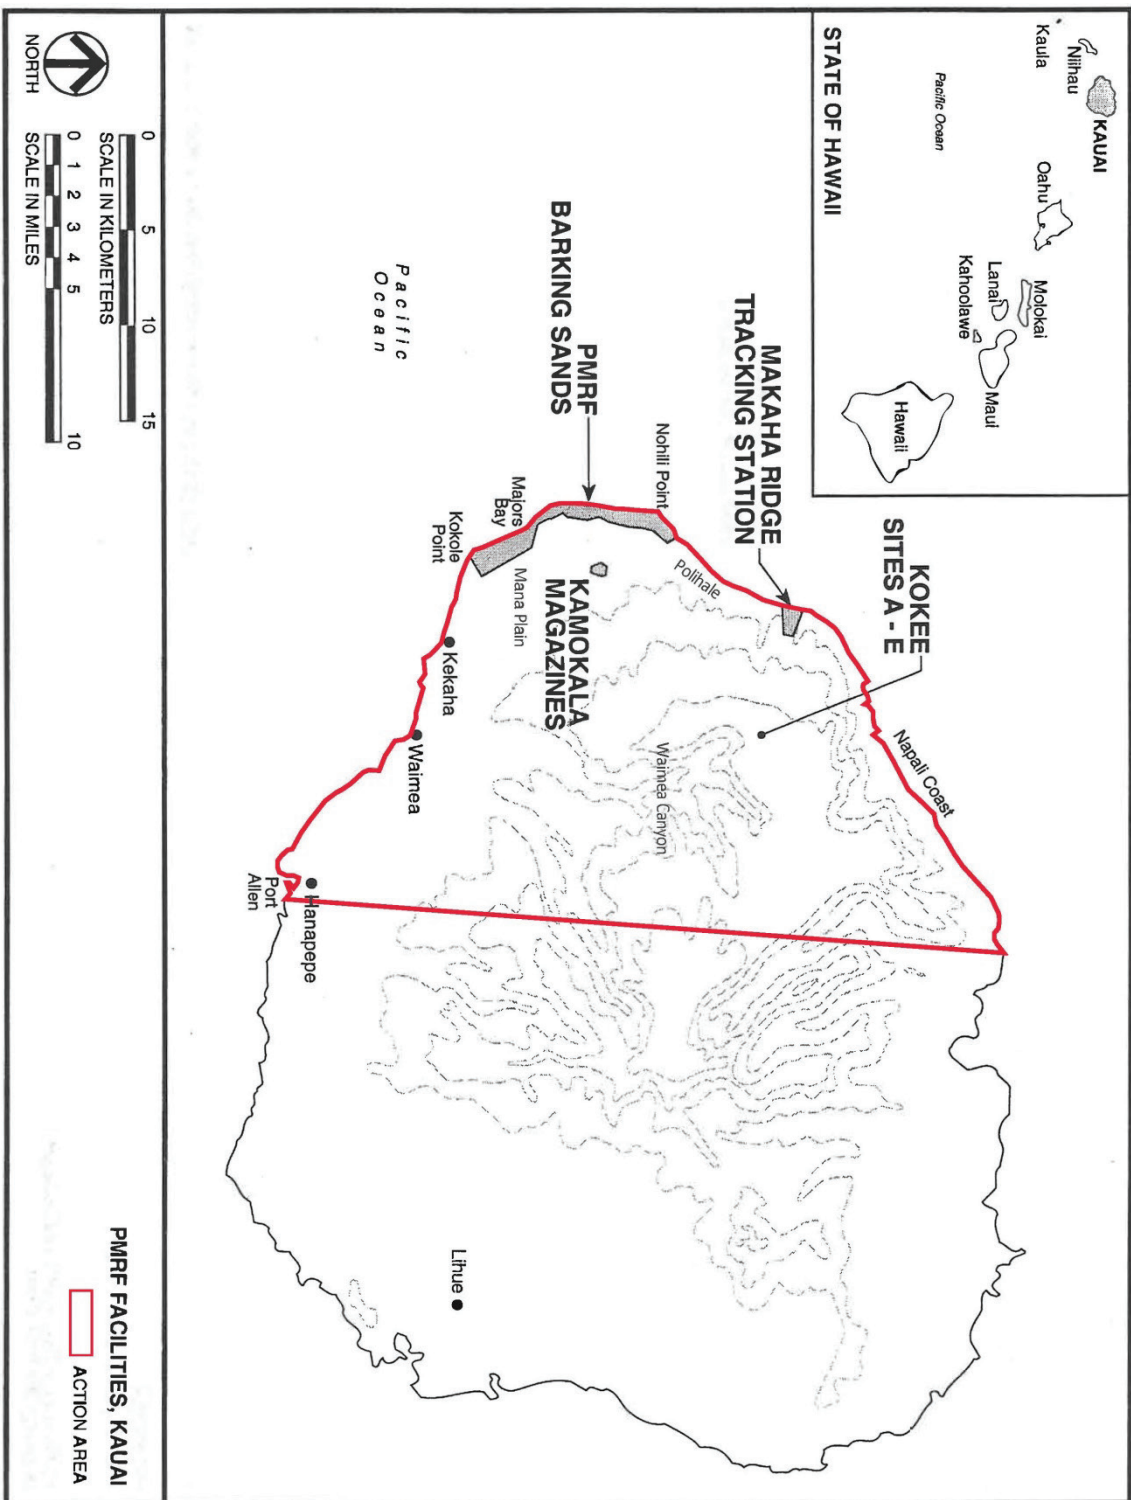 STATE OF HAWAII
Kaula
Niihau
KAUAI
Oahu
Molokai
Lanai
Kahoolawe
Maui
Hawaii
Pacific Ocean
KOKEE
SITES A - E
MAKAHA RIDGE
TRACKING STATION
PMRF
BARKING SANDS
Nohili Point
Polihale
Napali Coast
KAMOKALA
MAGAZINES
Waimea Canyon
Mana Plain
Majors
Bay
Kokole
Point
Kekaha
Waimea
Hanapepe
Port
Allen
Lihue
Pacific
Ocean
NORTH
0 5 10 15
SCALE IN KILOMETERS
0 1 2 3 4 5 10
SCALE IN MILES
PMRF FACILITIES, KAUAI
ACTION AREA